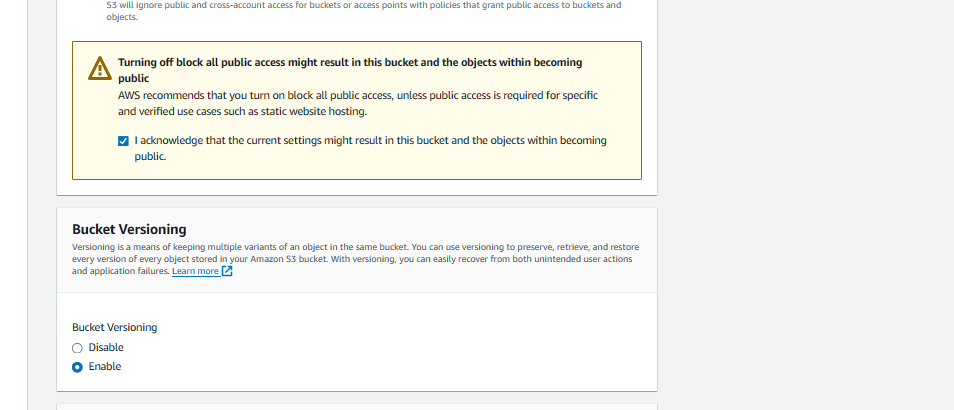 S3 will ignore public and cross-account access for buckets or access points with policies that grant public access to buckets and
objects.
Turning off block all public access might result in this bucket and the objects within becoming
public
AWS recommends that you turn on block all public access, unless public access is required for specific
and verified use cases such as static website hosting.
I acknowledge that the current settings might result in this bucket and the objects within becoming
public.
Bucket Versioning
Versioning is a means of keeping multiple variants of an object in the same bucket. You can use versioning to preserve, retrieve, and restore
every version of every object stored in your Amazon S3 bucket. With versioning, you can easily recover from both unintended user actions
and application failures. Learn more
Bucket Versioning
Disable
Enable